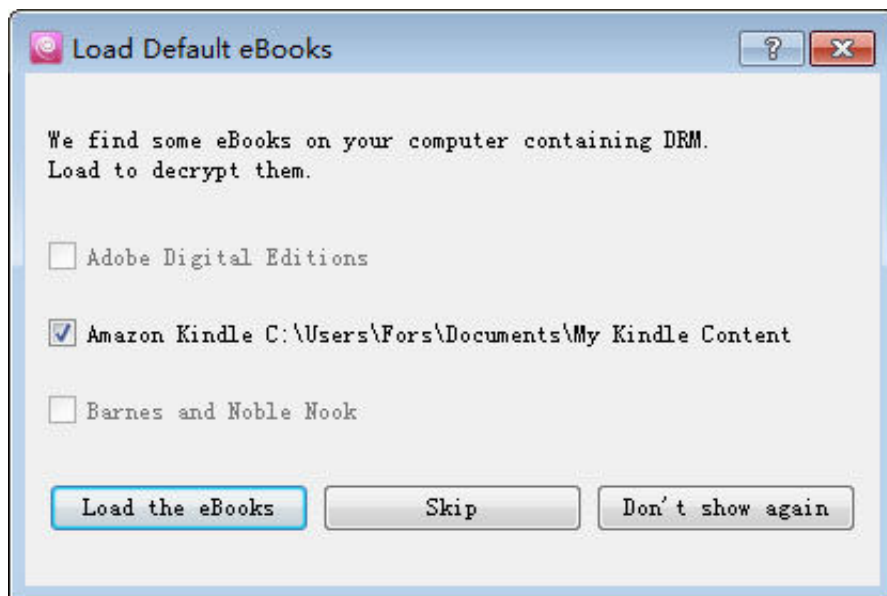 Load Default eBooks
We find some eBooks on your computer containing DRM.
Load to decrypt them.
Adobe Digital Editions
Amazon Kindle C:\Users\Fors\Documents\My Kindle Content
Barnes and Noble Nook
Load the eBooks Skip Don't show again